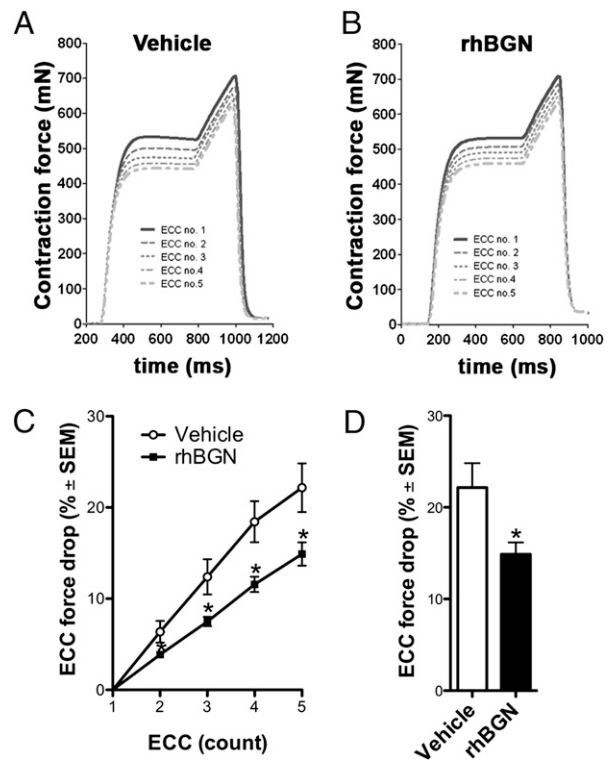 A
Vehicle
Contraction force (mN)
800
700
600
500
400
300
200
100
0
ECC no. 1
ECC no. 2
ECC no. 3
ECC no.4
ECC no.5
200 400 600 800 1000 1200
time (ms)
B
rhBGN
Contraction force (mN)
800
700
600
500
400
300
200
100
0
ECC no. 1
ECC no. 2
ECC no. 3
ECC no.4
ECC no.5
0 200 400 600 800 1000
time (ms)
C
ECC force drop (% ± SEM)
30
20
10
0
Vehicle
rhBGN
*
*
*
*
1 2 3 4 5
ECC (count)
D
ECC force drop (% ± SEM)
30
20
10
0
*
Vehicle
rhBGN